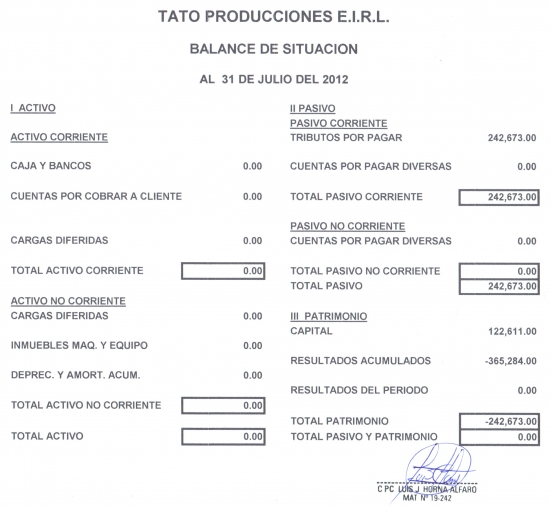 TATO PRODUCCIONES E.I.R.L.
BALANCE DE SITUACION
AL 31 DE JULIO DEL 2012
I ACTIVO
ACTIVO CORRIENTE
CAJA Y BANCOS 0.00
CUENTAS POR COBRAR A CLIENTE 0.00
CARGAS DIFERIDAS 0.00
TOTAL ACTIVO CORRIENTE 0.00
ACTIVO NO CORRIENTE
CARGAS DIFERIDAS 0.00
INMUEBLES MAQ. Y EQUIPO 0.00
DEPREC. Y AMORT. ACUM. 0.00
TOTAL ACTIVO NO CORRIENTE 0.00
TOTAL ACTIVO 0.00
II PASIVO
PASIVO CORRIENTE
TRIBUTOS POR PAGAR 242,673.00
CUENTAS POR PAGAR DIVERSAS 0.00
TOTAL PASIVO CORRIENTE 242,673.00
PASIVO NO CORRIENTE
CUENTAS POR PAGAR DIVERSAS 0.00
TOTAL PASIVO NO CORRIENTE 0.00
TOTAL PASIVO 242,673.00
III PATRIMONIO
CAPITAL 122,611.00
RESULTADOS ACUMULADOS -365,284.00
RESULTADOS DEL PERIODO 0.00
TOTAL PATRIMONIO -242,673.00
TOTAL PASIVO Y PATRIMONIO 0.00
CPC LUIS J. HORNA ALFARO
MAT Nº 19-242